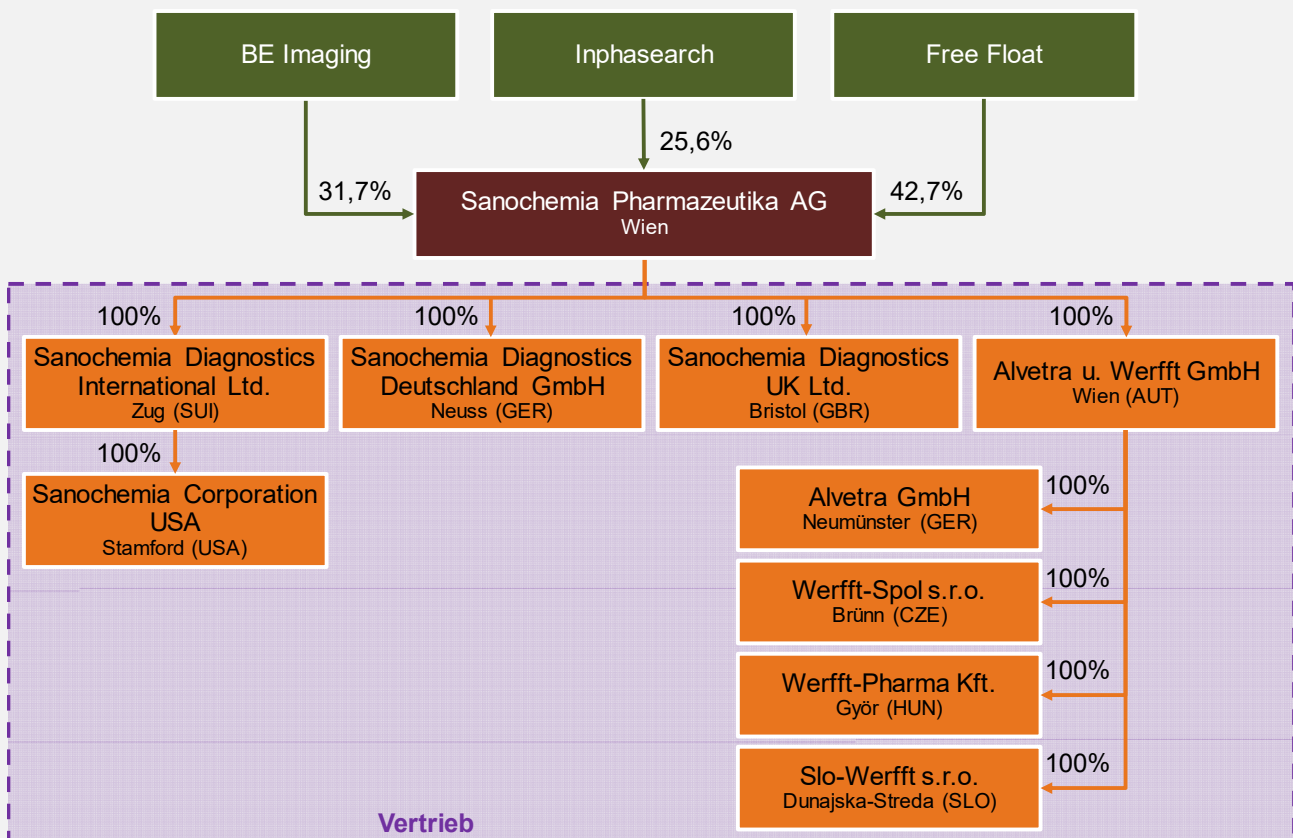 BE Imaging
Inphasearch
Free Float
25,6%
31,7%
42,7%
Sanochemia Pharmazeutika AG
Wien
100%
100%
100%
100%
Sanochemia Diagnostics
International Ltd.
Zug (SUI)
Sanochemia Diagnostics
Deutschland GmbH
Neuss (GER)
Sanochemia Diagnostics
UK Ltd.
Bristol (GBR)
Alvetra u. Werfft GmbH
Wien (AUT)
100%
Sanochemia Corporation
USA
Stamford (USA)
Alvetra GmbH
Neumünster (GER)
100%
Werfft-Spol s.r.o.
Brünn (CZE)
100%
Werfft-Pharma Kft.
Györ (HUN)
100%
Slo-Werfft s.r.o.
Dunajska-Streda (SLO)
100%
Vertrieb